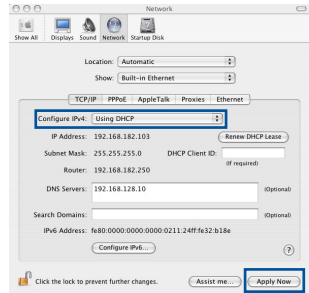 Network
Show All Displays Sound Network Startup Disk
Location: Automatic
Show: Built-in Ethernet
TCP/IP PPPoE AppleTalk Proxies Ethernet
Configure IPv4: Using DHCP
IP Address: 192.168.182.103 Renew DHCP Lease
Subnet Mask: 255.255.255.0 DHCP Client ID:
(If required)
Router: 192.168.182.250
DNS Servers: 192.168.128.10 (Optional)
Search Domains: (Optional)
IPv6 Address: fe80:0000:0000:0000:0211:24ff:fe32:b18e
Configure IPv6... ?
Click the lock to prevent further changes. Assist me... Apply Now